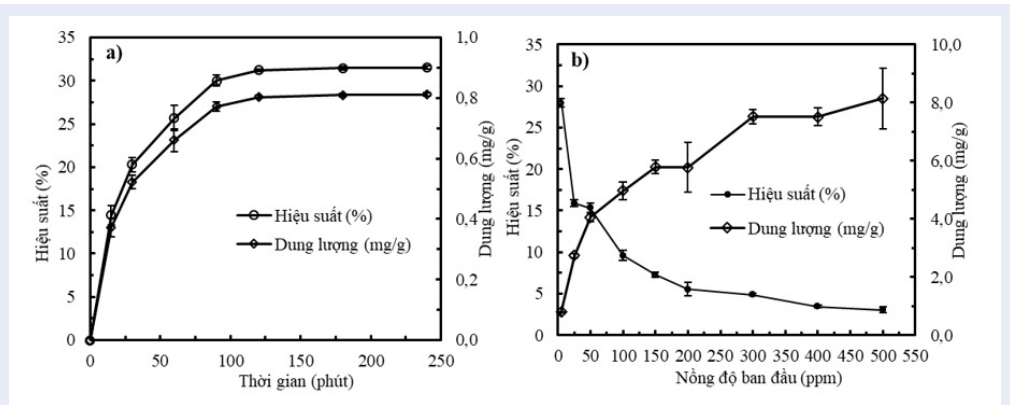 a)
35
30
25
20
15
10
5
0
Hiệu suất (%)
1,0
0,8
0,6
0,4
0,2
0,0
Dung lượng (mg/g)
Hiệu suất (%)
Dung lượng (mg/g)
0 50 100 150 200 250
Thời gian (phút)
b)
35
30
25
20
15
10
5
0
Hiệu suất (%)
10,0
8,0
6,0
4,0
2,0
0,0
Dung lượng (mg/g)
Hiệu suất (%)
Dung lượng (mg/g)
0 50 100 150 200 250 300 350 400 450 500 550
Nồng độ ban đầu (ppm)